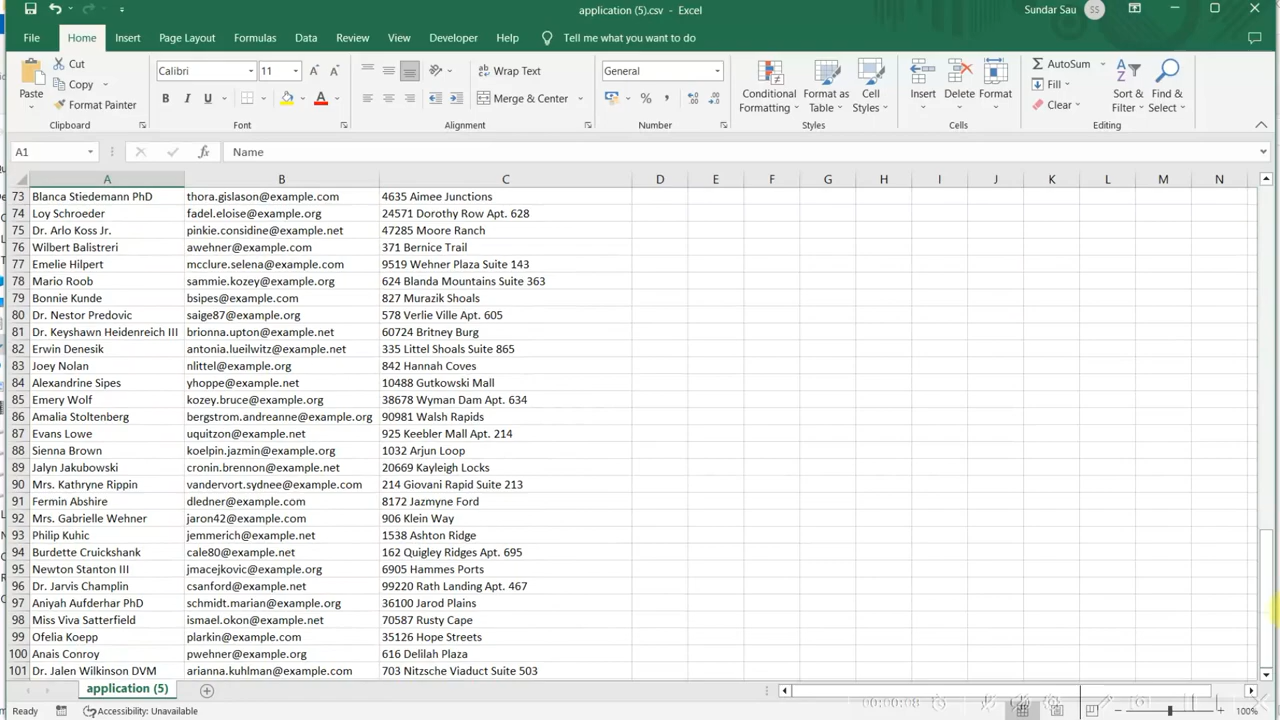 application (5).csv - Excel
Sundar Sau SS
File Home Insert Page Layout Formulas Data Review View Developer Help Tell me what you want to do
Paste
Cut
Copy
Format Painter
Clipboard
Calibri 11
B I U
Font
Wrap Text
Merge & Center
Alignment
General
Number
Conditional Formatting
Format as Table
Cell Styles
Styles
Insert Delete Format
Cells
AutoSum
Fill
Clear
Sort & Filter
Find & Select
Editing
A1 fx Name
A B C D E F G H I J K L M N
73 Blanca Stiedemann PhD thora.gislason@example.com 4635 Aimee Junctions
74 Loy Schroeder fadel.eloise@example.org 24571 Dorothy Row Apt. 628
75 Dr. Arlo Koss Jr. pinkie.considine@example.net 47285 Moore Ranch
76 Wilbert Balistreri awehner@example.com 371 Bernice Trail
77 Emelie Hilpert mcclure.selena@example.com 9519 Wehner Plaza Suite 143
78 Mario Roob sammie.kozey@example.org 624 Blanda Mountains Suite 363
79 Bonnie Kunde bsipes@example.com 827 Murazik Shoals
80 Dr. Nestor Predovic saige87@example.org 578 Verlie Ville Apt. 605
81 Dr. Keyshawn Heidenreich III brionna.upton@example.net 60724 Britney Burg
82 Erwin Denesik antonia.lueilwitz@example.net 335 Littel Shoals Suite 865
83 Joey Nolan nlittel@example.org 842 Hannah Coves
84 Alexandrine Sipes yhoppe@example.net 10488 Gutkowski Mall
85 Emery Wolf kozey.bruce@example.org 38678 Wyman Dam Apt. 634
86 Amalia Stoltenberg bergstrom.andreanne@example.org 90981 Walsh Rapids
87 Evans Lowe uquitzon@example.net 925 Keebler Mall Apt. 214
88 Sienna Brown koelpin.jazmin@example.org 1032 Arjun Loop
89 Jalyn Jakubowski cronin.brennon@example.net 20669 Kayleigh Locks
90 Mrs. Kathryne Rippin vandervort.sydnee@example.com 214 Giovani Rapid Suite 213
91 Fermin Abshire dledner@example.com 8172 Jazmyne Ford
92 Mrs. Gabrielle Wehner jaron42@example.com 906 Klein Way
93 Philip Kuhic jemmerich@example.net 1538 Ashton Ridge
94 Burdette Cruickshank cale80@example.net 162 Quigley Ridges Apt. 695
95 Newton Stanton III jmacejkovic@example.org 6905 Hammes Ports
96 Dr. Jarvis Champlin csanford@example.net 99220 Rath Landing Apt. 467
97 Aniyah Aufderhar PhD schmidt.marian@example.org 36100 Jarod Plains
98 Miss Viva Satterfield ismael.okon@example.net 70587 Rusty Cape
99 Ofelia Koepp plarkin@example.com 35126 Hope Streets
100 Anais Conroy pwehner@example.org 616 Delilah Plaza
101 Dr. Jalen Wilkinson DVM arianna.kuhlman@example.com 703 Nitzsche Viaduct Suite 503
application (5)
00:00:08
Ready Accessibility: Unavailable 100%